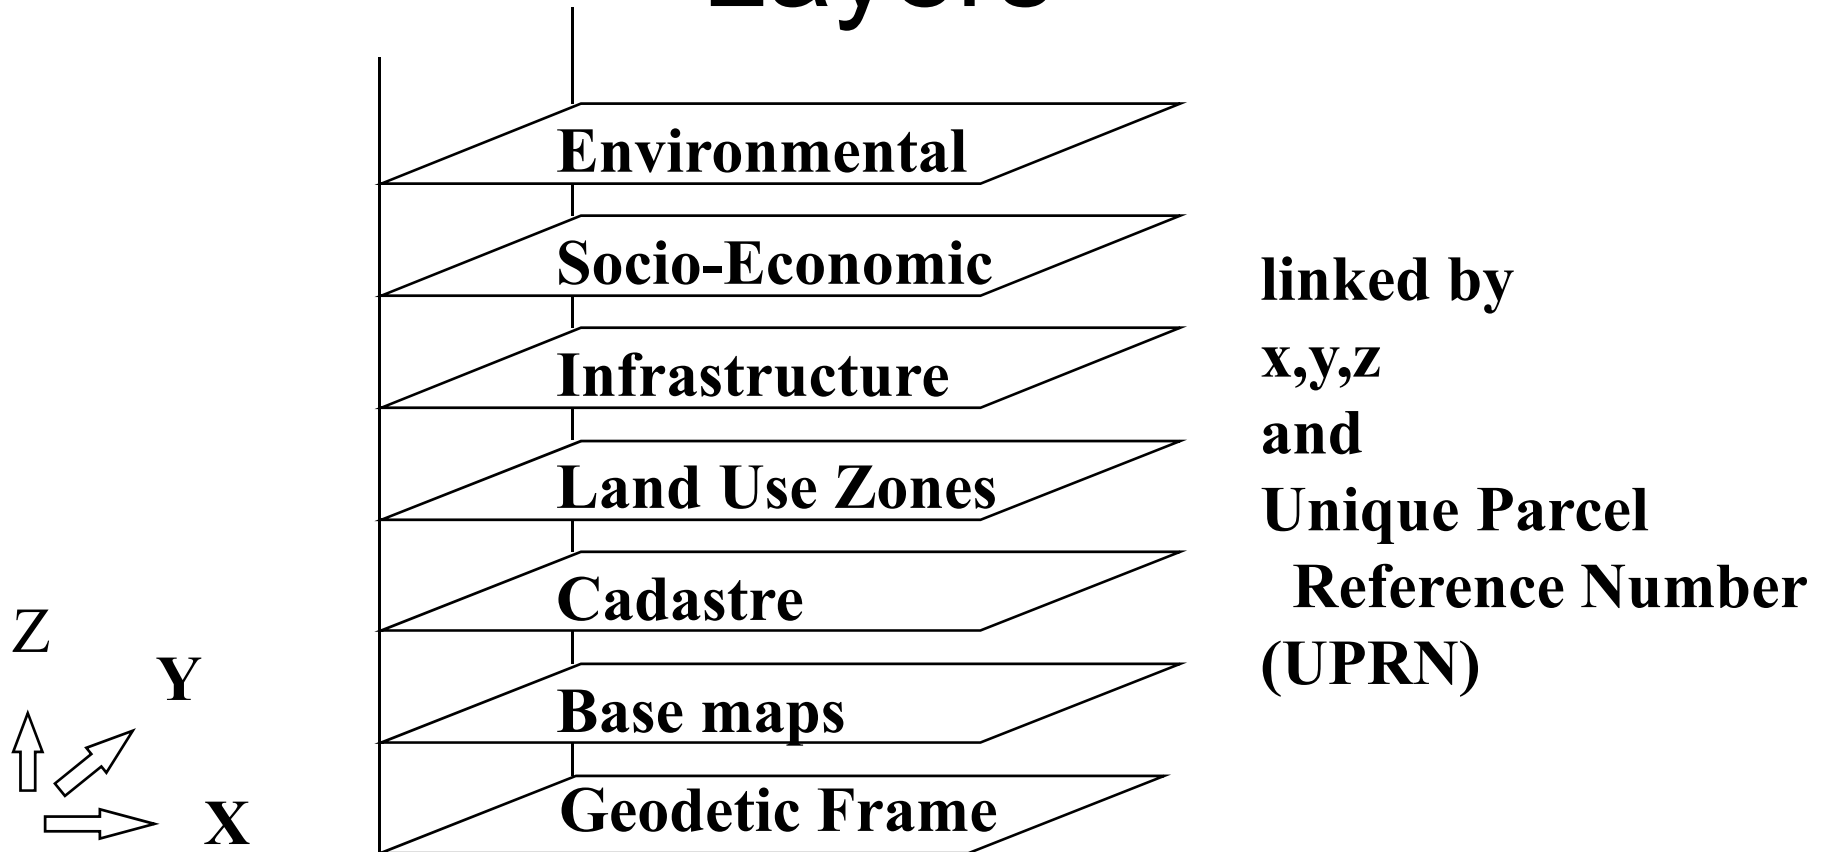 Layers
Environmental
Socio-Economic
Infrastructure
Land Use Zones
Cadastre
Base maps
Geodetic Frame
linked by
x,y,z
and
Unique Parcel
Reference Number
(UPRN)
Z
Y
X